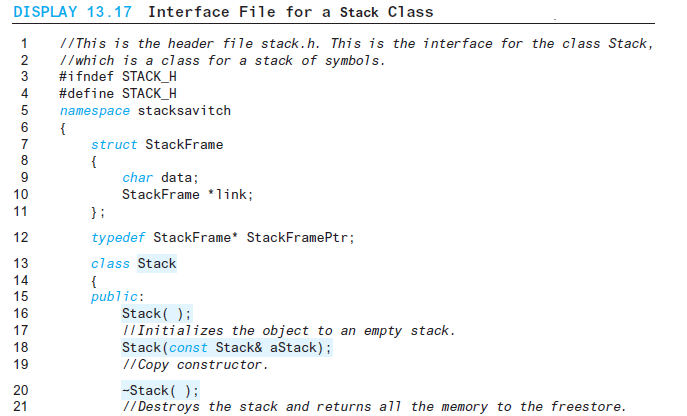 DISPLAY 13.17 Interface File for a Stack Class
1 //This is the header file stack.h. This is the interface for the class Stack,
2 //which is a class for a stack of symbols.
3 #ifndef STACK_H
4 #define STACK_H
5 namespace stacksavitch
6 {
7 struct StackFrame
8 {
9 char data;
10 StackFrame *link;
11 };
12 typedef StackFrame* StackFramePtr;
13 class Stack
14 {
15 public:
16 Stack( );
17 //Initializes the object to an empty stack.
18 Stack(const Stack& aStack);
19 //Copy constructor.
20 ~Stack( );
21 //Destroys the stack and returns all the memory to the freestore.